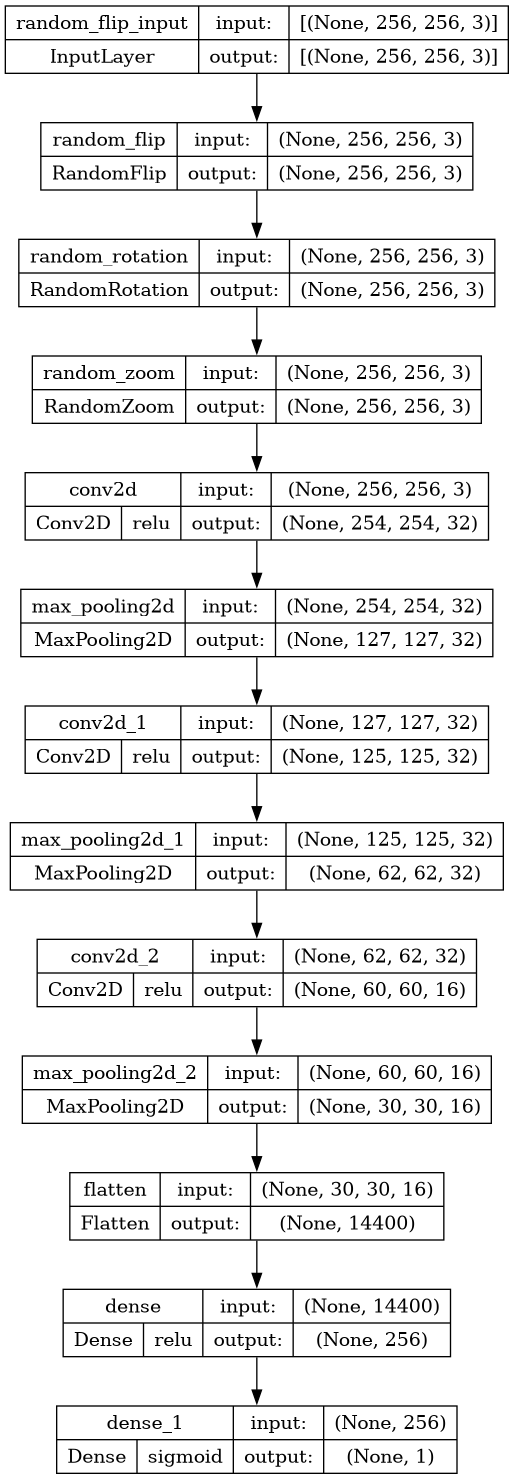 random_flip_input input: [(None, 256, 256, 3)]
InputLayer output: [(None, 256, 256, 3)]
random_flip input: (None, 256, 256, 3)
RandomFlip output: (None, 256, 256, 3)
random_rotation input: (None, 256, 256, 3)
RandomRotation output: (None, 256, 256, 3)
random_zoom input: (None, 256, 256, 3)
RandomZoom output: (None, 256, 256, 3)
conv2d input: (None, 256, 256, 3)
Conv2D relu output: (None, 254, 254, 32)
max_pooling2d input: (None, 254, 254, 32)
MaxPooling2D output: (None, 127, 127, 32)
conv2d_1 input: (None, 127, 127, 32)
Conv2D relu output: (None, 125, 125, 32)
max_pooling2d_1 input: (None, 125, 125, 32)
MaxPooling2D output: (None, 62, 62, 32)
conv2d_2 input: (None, 62, 62, 32)
Conv2D relu output: (None, 60, 60, 16)
max_pooling2d_2 input: (None, 60, 60, 16)
MaxPooling2D output: (None, 30, 30, 16)
flatten input: (None, 30, 30, 16)
Flatten output: (None, 14400)
dense input: (None, 14400)
Dense relu output: (None, 256)
dense_1 input: (None, 256)
Dense sigmoid output: (None, 1)